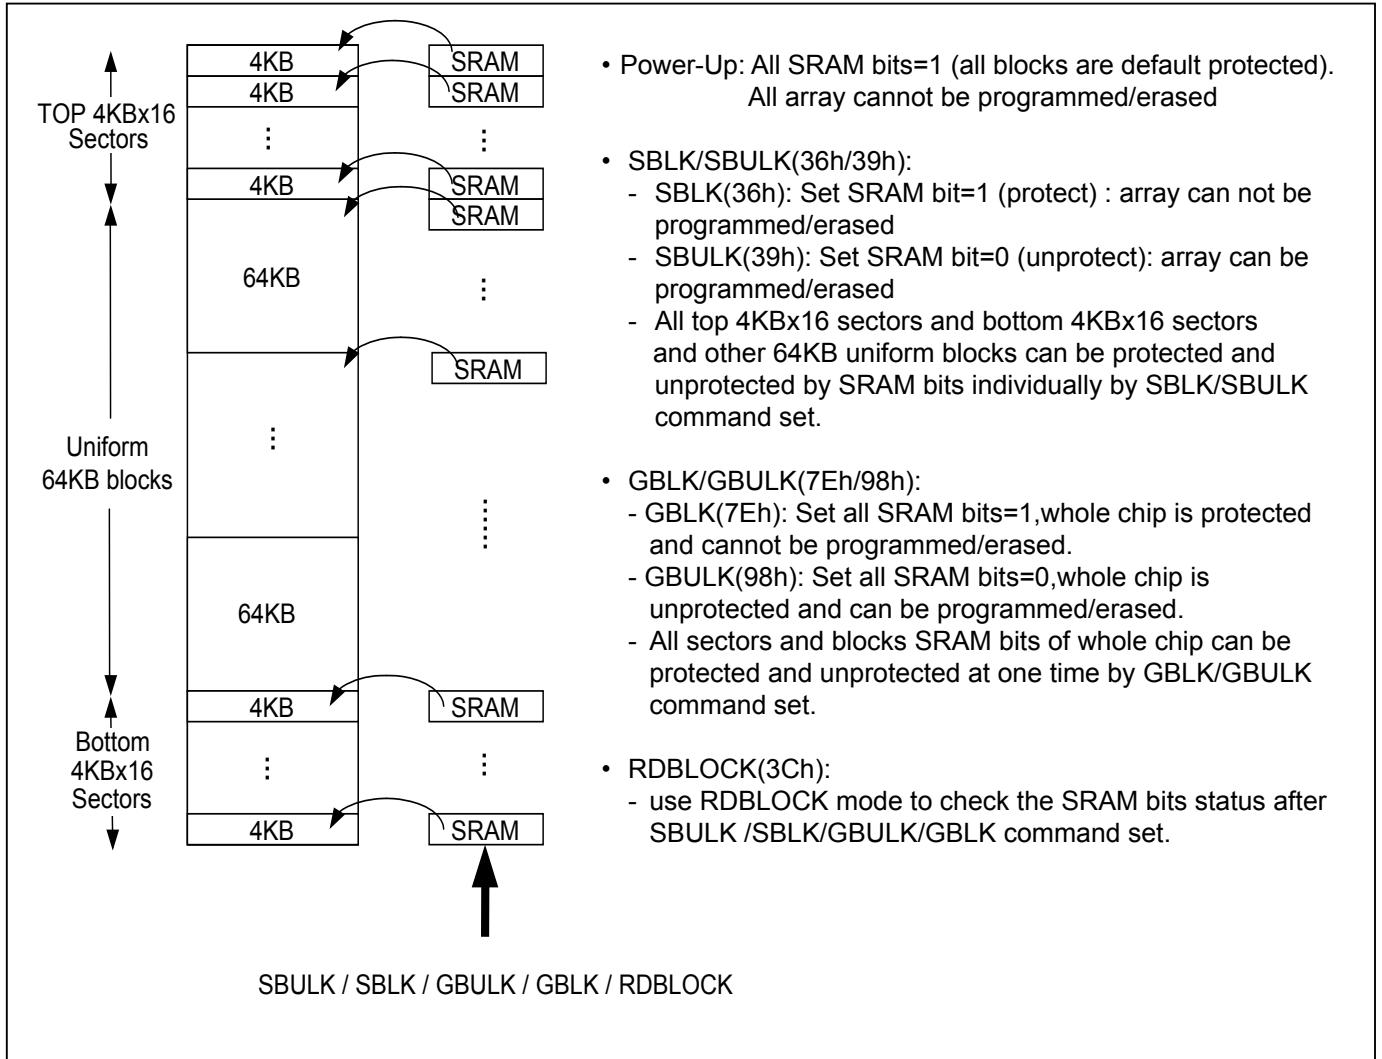 4KB
SRAM
4KB
SRAM
TOP 4KBx16
Sectors
4KB
SRAM
SRAM
64KB
SRAM
Uniform
64KB blocks
64KB
4KB
SRAM
Bottom
4KBx16
Sectors
4KB
SRAM
SBULK / SBLK / GBULK / GBLK / RDBLOCK
• Power-Up: All SRAM bits=1 (all blocks are default protected).
All array cannot be programmed/erased
• SBLK/SBULK(36h/39h):
- SBLK(36h): Set SRAM bit=1 (protect) : array can not be
programmed/erased
- SBULK(39h): Set SRAM bit=0 (unprotect): array can be
programmed/erased
- All top 4KBx16 sectors and bottom 4KBx16 sectors
and other 64KB uniform blocks can be protected and
unprotected by SRAM bits individually by SBLK/SBULK
command set.
• GBLK/GBULK(7Eh/98h):
- GBLK(7Eh): Set all SRAM bits=1,whole chip is protected
and cannot be programmed/erased.
- GBULK(98h): Set all SRAM bits=0,whole chip is
unprotected and can be programmed/erased.
- All sectors and blocks SRAM bits of whole chip can be
protected and unprotected at one time by GBLK/GBULK
command set.
• RDBLOCK(3Ch):
- use RDBLOCK mode to check the SRAM bits status after
SBULK /SBLK/GBULK/GBLK command set.